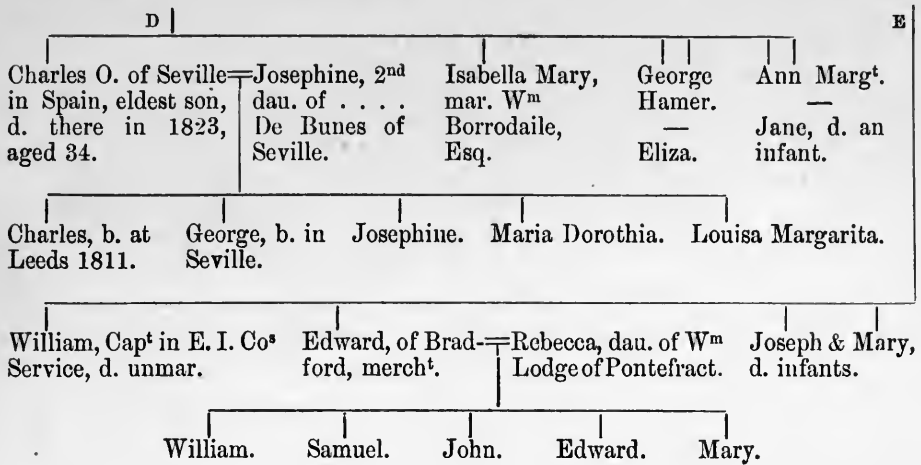 D E
Charles O. of Seville=Josephine, 2nd Isabella Mary, George Ann Margt.
in Spain, eldest son, dau. of . . . . mar. Wm Hamer. —
d. there in 1823, De Bunes of Borrodaile, — Jane, d. an
aged 34. Seville. Esq. Eliza. infant.
Charles, b. at George, b. in Josephine. Maria Dorothia. Louisa Margarita.
Leeds 1811. Seville.
William, Capt in E. I. Cos Edward, of Brad-=Rebecca, dau. of Wm Joseph & Mary,
Service, d. unmar. ford, mercht. Lodge of Pontefract. d. infants.
William. Samuel. John. Edward. Mary.